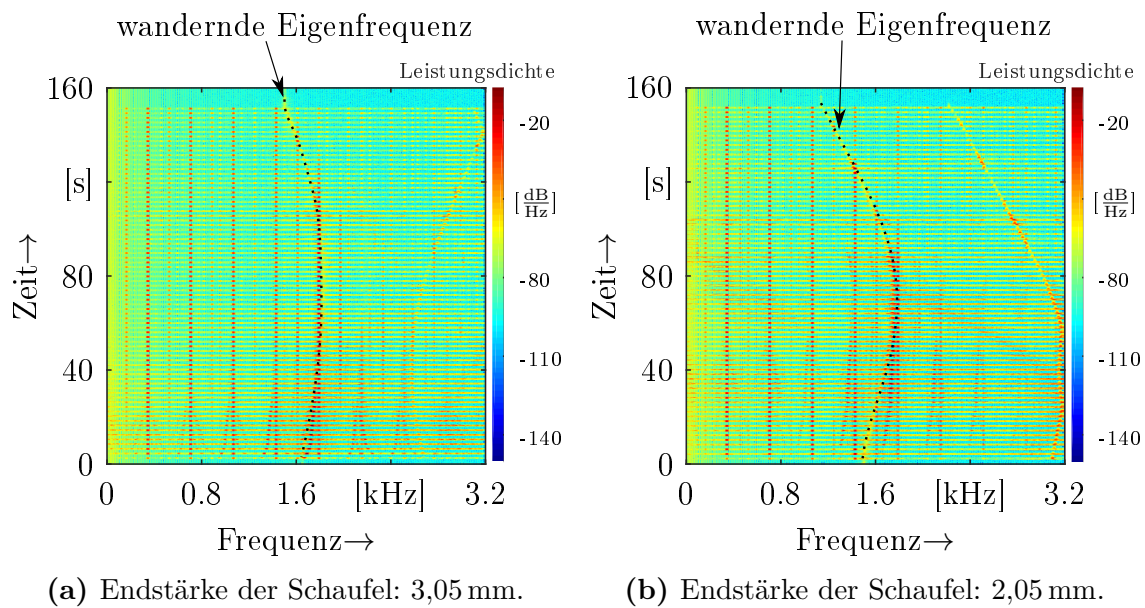 wandernde Eigenfrequenz
Leistungsdichte
160
[s]
80
40
0
Zeit→
-20
[dB/Hz]
-80
-110
-140
0 0.8 1.6 [kHz] 3.2
Frequenz→
(a) Endstärke der Schaufel: 3,05 mm.
wandernde Eigenfrequenz
Leistungsdichte
160
[s]
80
40
0
Zeit→
-20
[dB/Hz]
-80
-110
-140
0 0.8 1.6 [kHz] 3.2
Frequenz→
(b) Endstärke der Schaufel: 2,05 mm.